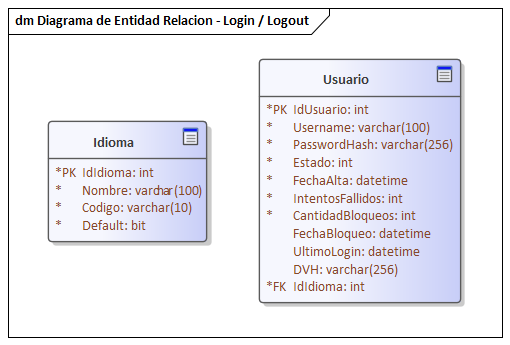 dm Diagrama de Entidad Relacion - Login / Logout
Idioma
*PK IdIdioma: int
* Nombre: varchar(100)
* Codigo: varchar(10)
* Default: bit
Usuario
*PK IdUsuario: int
* Username: varchar(100)
* PasswordHash: varchar(256)
* Estado: int
* FechaAlta: datetime
* IntentosFallidos: int
* CantidadBloqueos: int
FechaBloqueo: datetime
UltimoLogin: datetime
DVH: varchar(256)
*FK IdIdioma: int